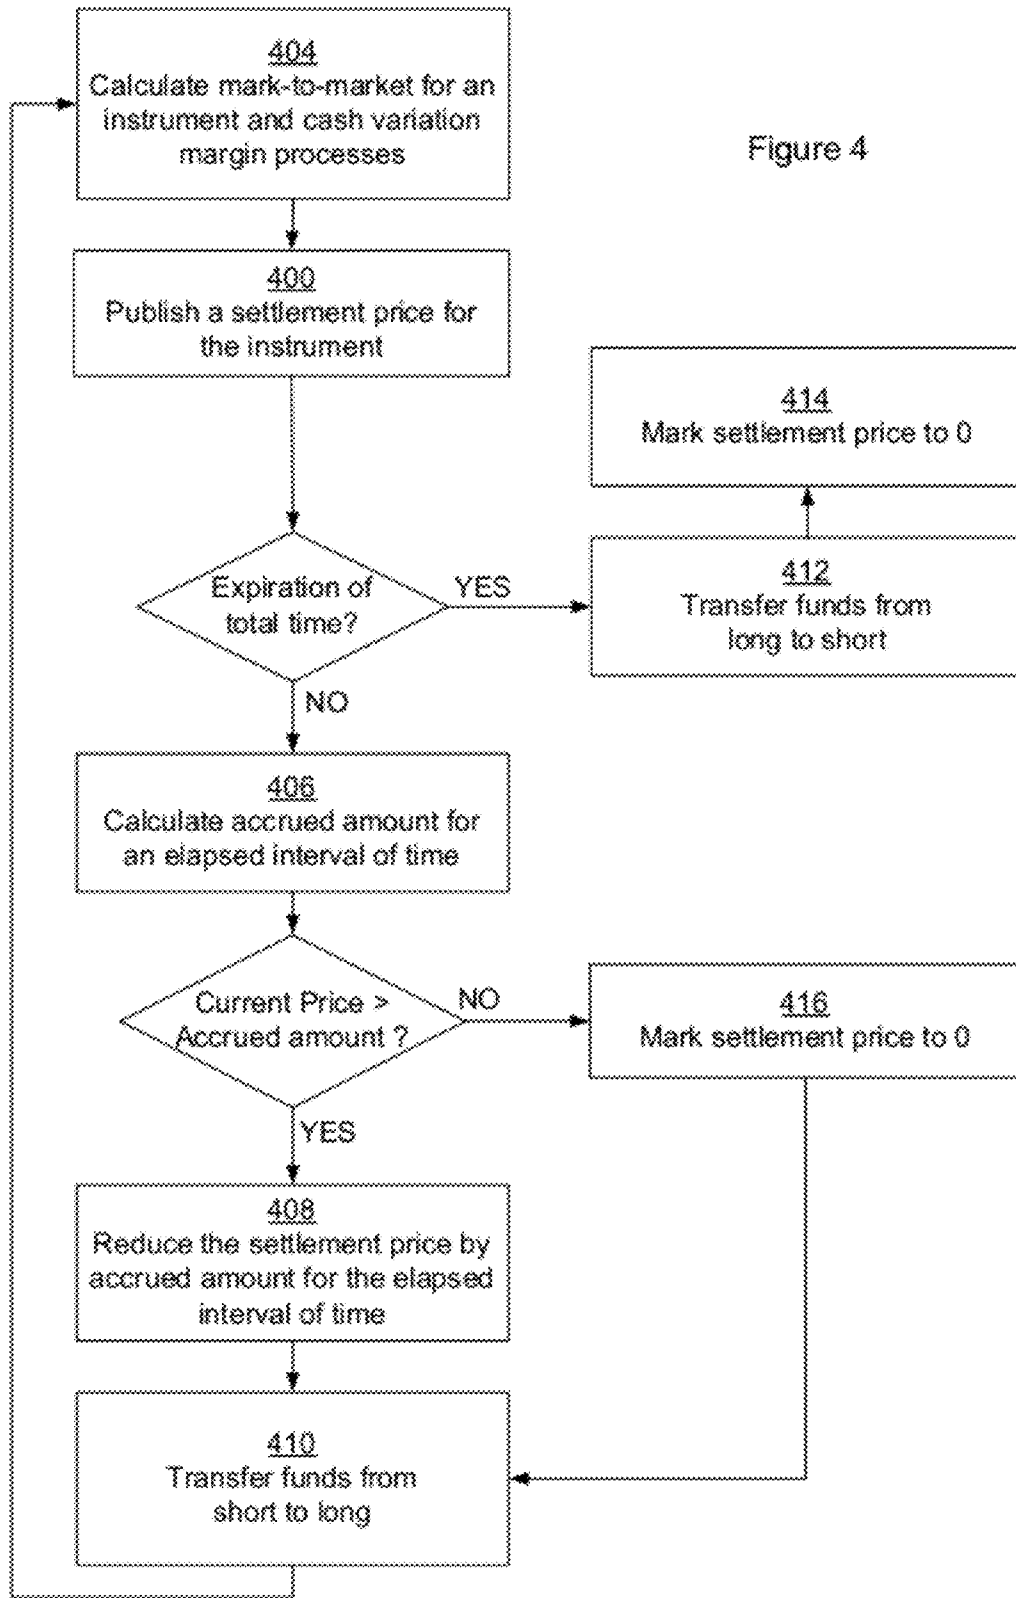 404
Calculate mark-to-market for an
instrument and cash variation
margin processes
Figure 4
400
Publish a settlement price for
the instrument
414
Mark settlement price to 0
Expiration of
total time?
YES
412
Transfer funds from
long to short
NO
406
Calculate accrued amount for
an elapsed interval of time
Current Price >
Accrued amount ?
NO
416
Mark settlement price to 0
YES
408
Reduce the settlement price by
accrued amount for the elapsed
interval of time
410
Transfer funds from
short to long